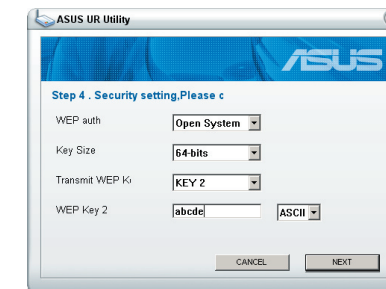 ASUS UR Utility
ASUS
Step 4 . Security setting,Please c
WEP auth
Open System
Key Size
64-bits
Transmit WEP K
KEY 2
WEP Key 2
abcde
ASCII
CANCEL
NEXT